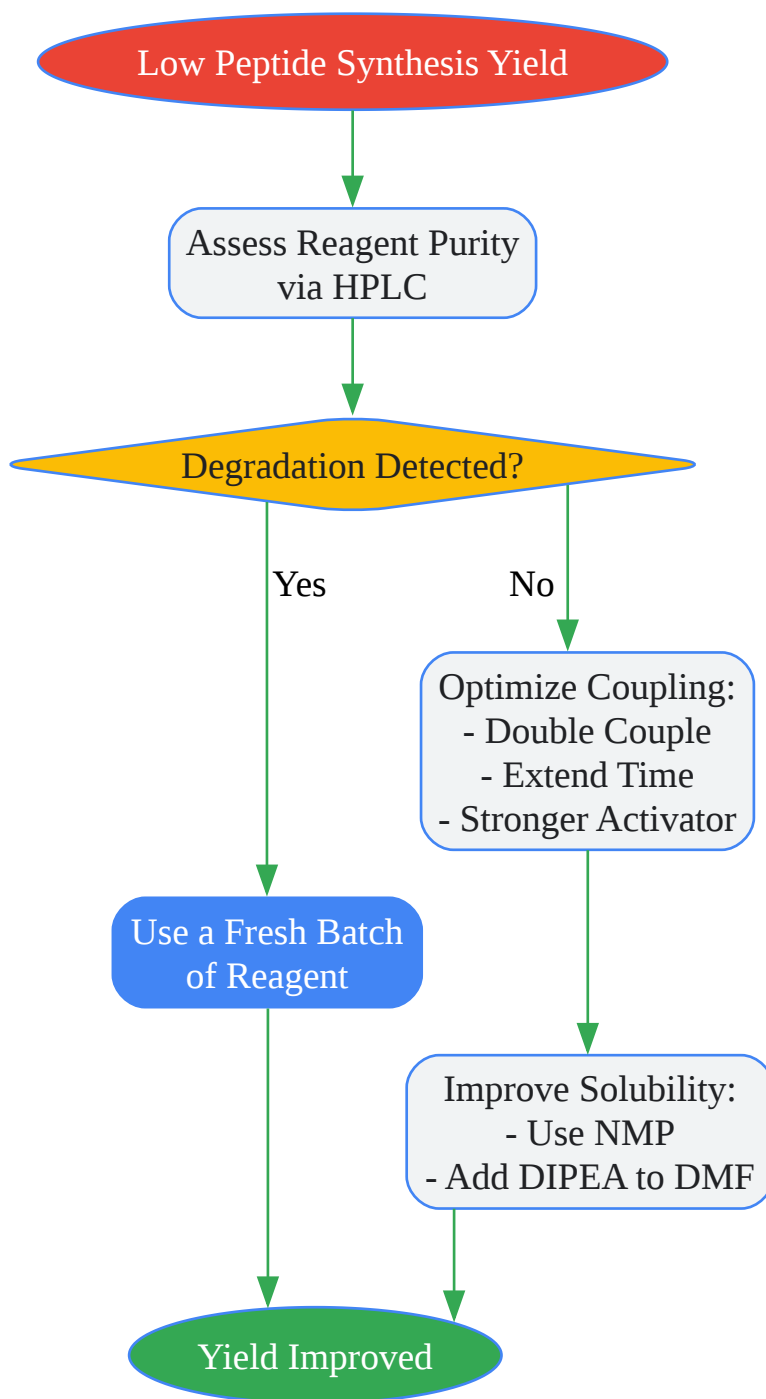 Low Peptide Synthesis Yield
Assess Reagent Purity
via HPLC
Degradation Detected?
Yes
No
Optimize Coupling:
- Double Couple
- Extend Time
- Stronger Activator
Use a Fresh Batch
of Reagent
Improve Solubility:
- Use NMP
- Add DIPEA to DMF
Yield Improved